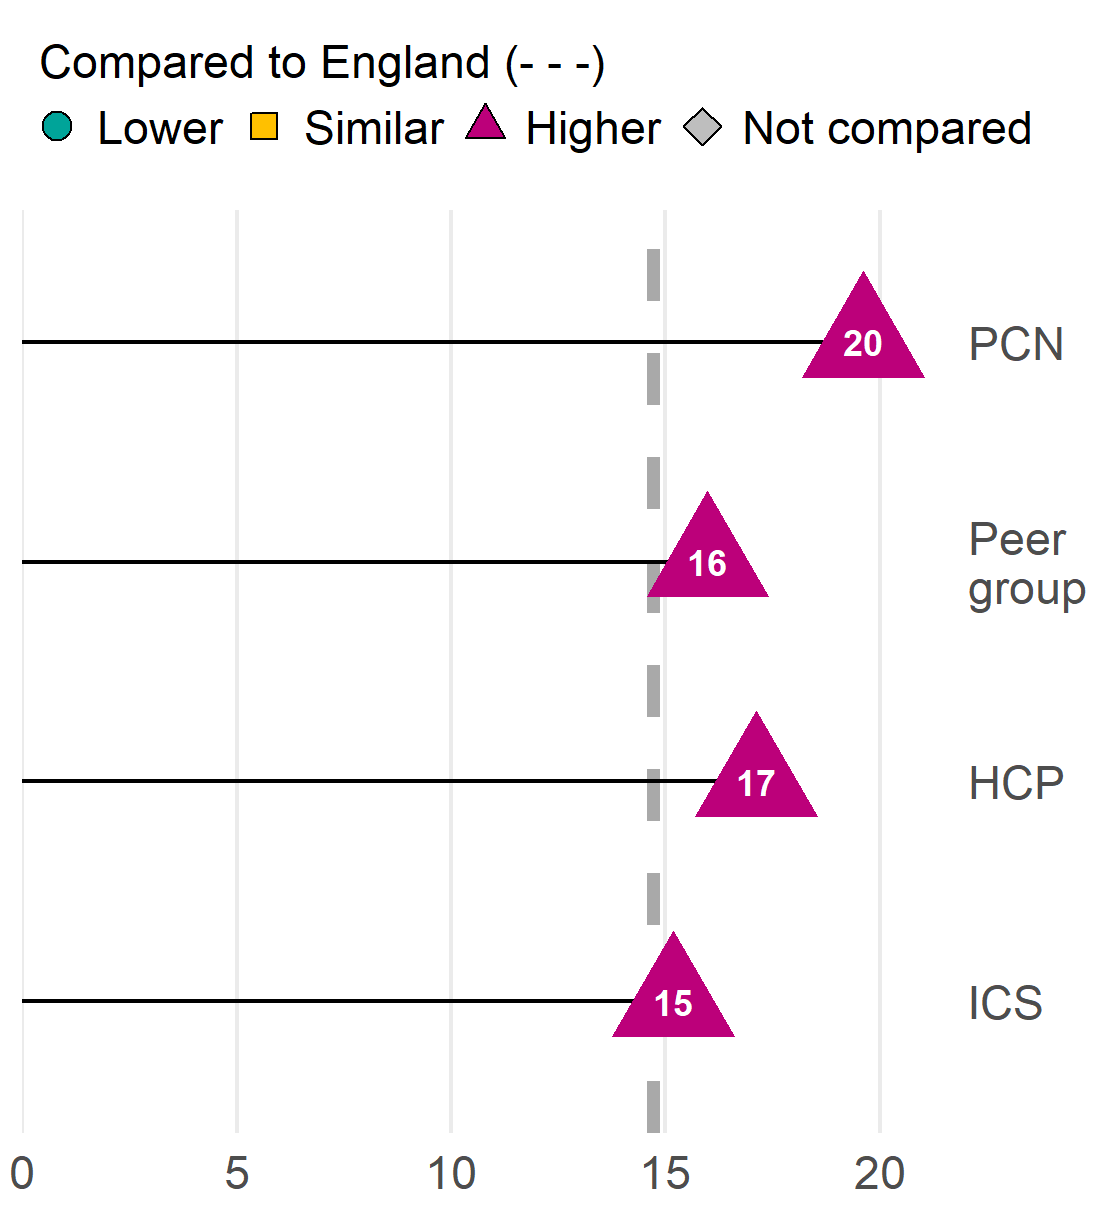 Compared to England (- - -)
Lower Similar Higher Not compared
20 PCN
16 Peer
group
17 HCP
15 ICS
0 5 10 15 20